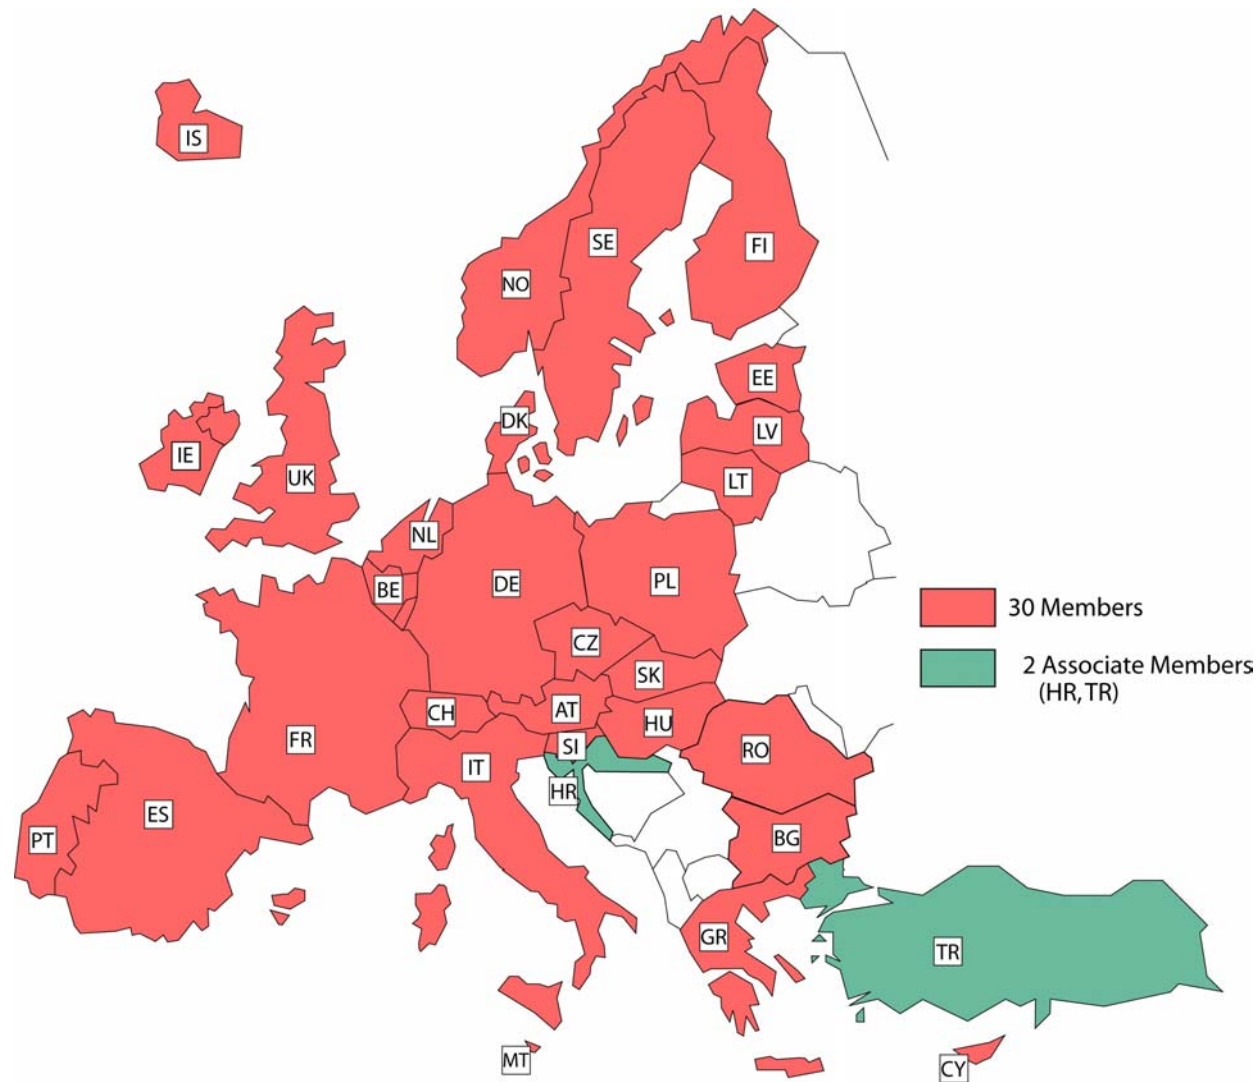 IS
SE
FI
NO
EE
DK
LV
IE
UK
LT
NL
BE
DE
PL
30 Members
CZ
2 Associate Members
(HR, TR)
SK
CH
AT
HU
FR
SI
RO
IT
HR
ES
PT
BG
GR
TR
MT
CY